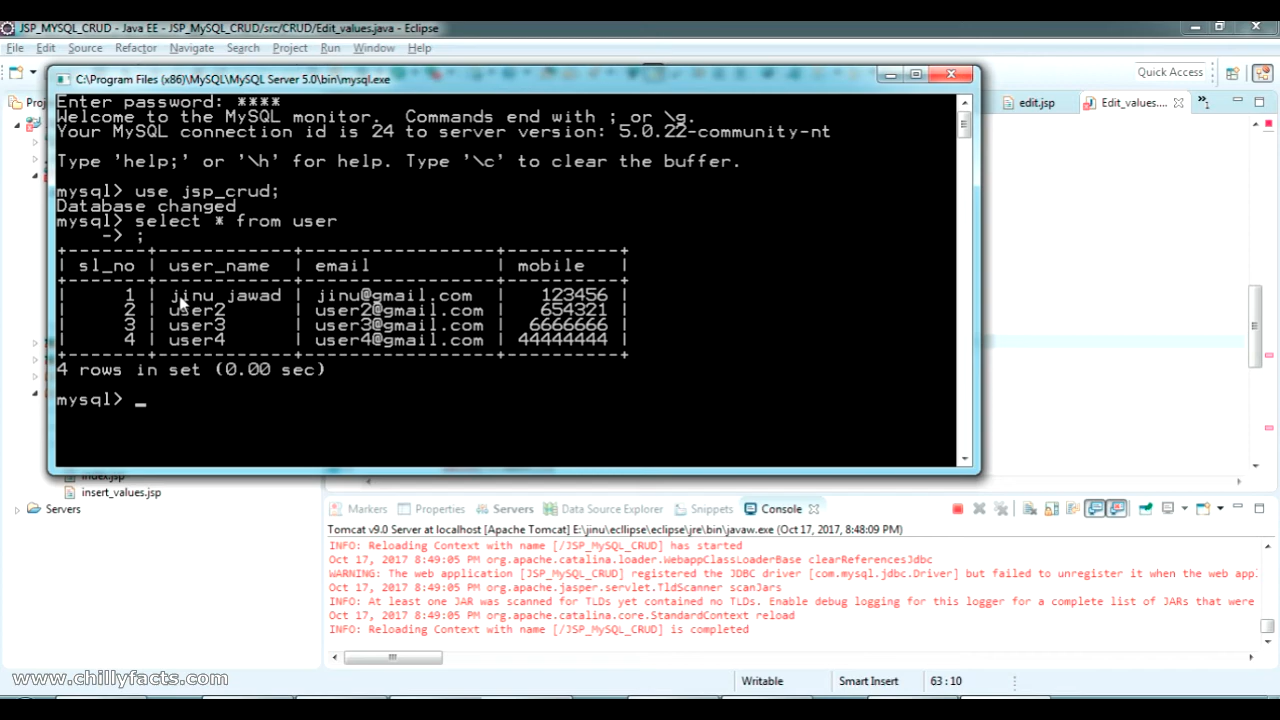 JSP_MYSQL_CRUD - Java EE - JSP_MySQL_CRUD/src/CRUD/Edit_values.java - Eclipse
File Edit Source Refactor Navigate Search Project Run Window Help
Quick Access
C:\Program Files (x86)\MySQL\MySQL Server 5.0\bin\mysql.exe
edit.jsp
Edit_values....
Enter password: ****
Welcome to the MySQL monitor.  Commands end with ; or \g.
Your MySQL connection id is 24 to server version: 5.0.22-community-nt
Type 'help;' or '\h' for help. Type '\c' to clear the buffer.
mysql> use jsp_crud;
Database changed
mysql> select * from user
-> ;
+-------+-----------+----------------+----------+
| sl_no | user_name | email | mobile |
+-------+-----------+----------------+----------+
| 1 | jinu jawad | jinu@gmail.com | 123456 |
| 2 | user2 | user2@gmail.com | 654321 |
| 3 | user3 | user3@gmail.com | 6666666 |
| 4 | user4 | user4@gmail.com | 44444444 |
+-------+-----------+----------------+----------+
4 rows in set (0.00 sec)
mysql> _
index.jsp
insert_values.jsp
Servers
Markers Properties Servers Data Source Explorer Snippets Console
Tomcat v9.0 Server at localhost [Apache Tomcat] E:\jinu\ecllipse\eclipse\jre\bin\javaw.exe (Oct 17, 2017, 8:48:09 PM)
INFO: Reloading Context with name [/JSP_MySQL_CRUD] has started
Oct 17, 2017 8:49:05 PM org.apache.catalina.loader.WebappClassLoaderBase clearReferencesJdbc
WARNING: The web application [JSP_MySQL_CRUD] registered the JDBC driver [com.mysql.jdbc.Driver] but failed to unregister it when the web app
Oct 17, 2017 8:49:05 PM org.apache.jasper.servlet.TldScanner scanJars
INFO: At least one JAR was scanned for TLDs yet contained no TLDs. Enable debug logging for this logger for a complete list of JARs that were
Oct 17, 2017 8:49:05 PM org.apache.catalina.core.StandardContext reload
INFO: Reloading Context with name [/JSP_MySQL_CRUD] is completed
www.chillyfacts.com
Writable Smart Insert 63 : 10